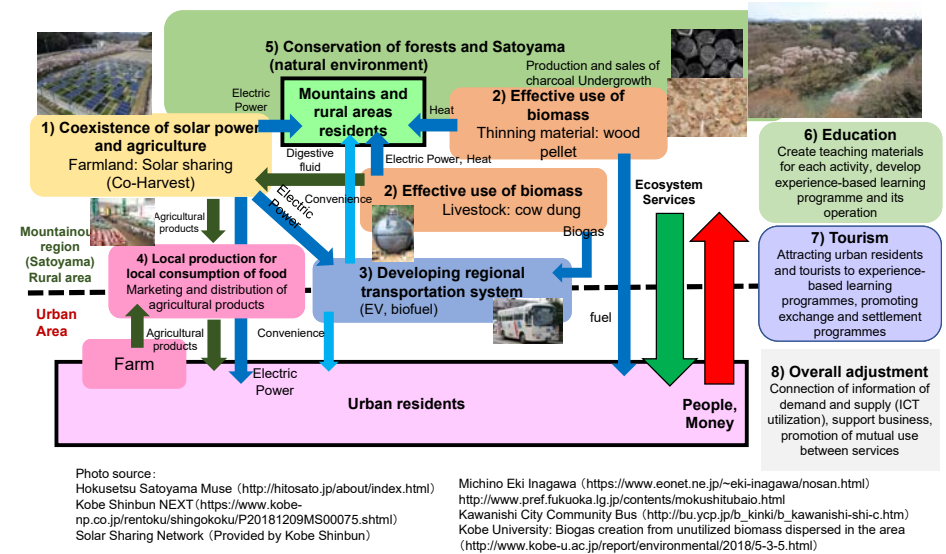 5) Conservation of forests and Satoyama
(natural environment)
Production and sales of
charcoal Undergrowth
Electric
Power
Mountains and
rural areas
residents
Heat
2) Effective use of
biomass
Thinning material: wood
pellet
1) Coexistence of solar power
and agriculture
Farmland: Solar sharing
(Co-Harvest)
Digestive
fluid
Electric Power, Heat
Convenience
2) Effective use of biomass
Livestock: cow dung
Biogas
Electric
Power
Agricultural
products
Mountainous
region
(Satoyama)
Rural area
4) Local production for
local consumption of food
Marketing and distribution of
agricultural products
3) Developing regional
transportation system
(EV, biofuel)
Ecosystem
Services
fuel
Urban
Area
Agricultural
products
Convenience
Farm
Electric
Power
Urban residents
People,
Money
6) Education
Create teaching materials
for each activity, develop
experience-based learning
programme and its
operation
7) Tourism
Attracting urban residents
and tourists to experience-
based learning
programmes, promoting
exchange and settlement
programmes
8) Overall adjustment
Connection of information of
demand and supply (ICT
utilization), support business,
promotion of mutual use
between services
Photo source：
Hokusetsu Satoyama Muse（http://hitosato.jp/about/index.html）
Kobe Shinbun NEXT（https://www.kobe-
np.co.jp/rentoku/shingokoku/P20181209MS00075.shtml）
Solar Sharing Network（Provided by Kobe Shinbun）
Michino Eki Inagawa（https://www.eonet.ne.jp/~eki-inagawa/nosan.html）
http://www.pref.fukuoka.lg.jp/contents/mokushitubaio.html
Kawanishi City Community Bus（http://bu.ycp.jp/b_kinki/b_kawanishi-shi-c.htm）
Kobe University: Biogas creation from unutilized biomass dispersed in the area
（http://www.kobe-u.ac.jp/report/environmental/2018/5-3-5.html）